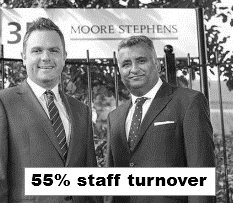 3
MOORE STEPHENS
55% staff turnover